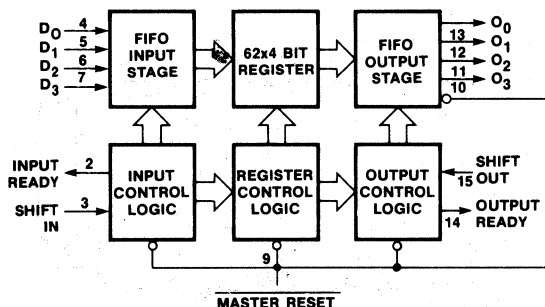 D0 4
D1 5
D2 6
D3 7
FIFO
INPUT
STAGE
62x4 BIT
REGISTER
FIFO
OUTPUT
STAGE
O0
13 O1
12 O2
11 O3
10
INPUT
READY
2
SHIFT
IN
3
INPUT
CONTROL
LOGIC
REGISTER
CONTROL
LOGIC
OUTPUT
CONTROL
LOGIC
SHIFT
OUT
15
OUTPUT
READY
14
9
MASTER RESET